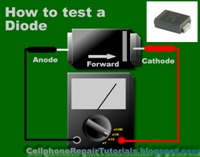 How to test a
Diode
Anode
Forward
Cathode
CellphoneRepairTutorials.blogspot.com